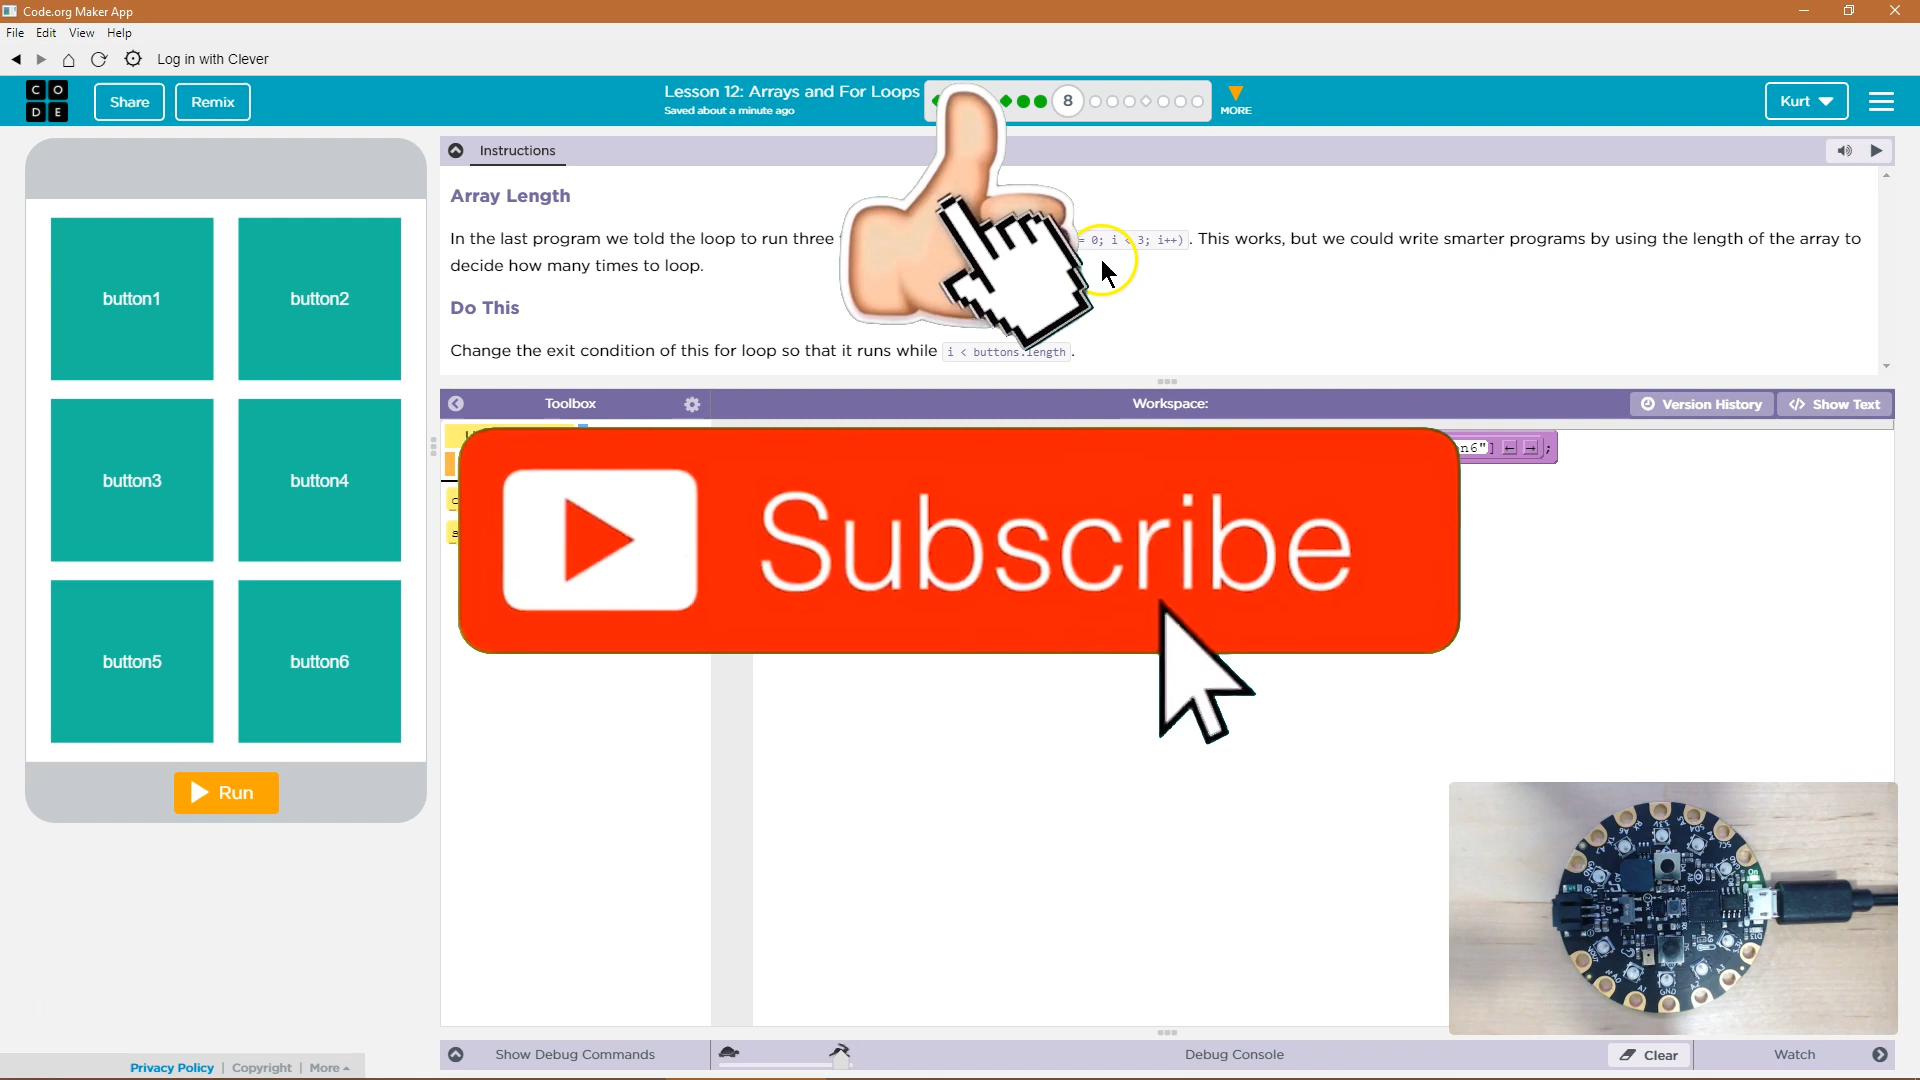 Code.org Maker App
File Edit View Help
Log in with Clever
CODE
Share Remix
Lesson 12: Arrays and For Loops
Saved about a minute ago
8
MORE
Kurt
Instructions
Array Length
In the last program we told the loop to run three = 0; i < 3; i++). This works, but we could write smarter programs by using the length of the array to
decide how many times to loop.
Do This
Change the exit condition of this for loop so that it runs while i < buttons.length.
Toolbox
Workspace:
Version History
Show Text
n6"] ;
Subscribe
button1
button2
button3
button4
button5
button6
Run
Show Debug Commands
Debug Console
Clear
Watch
Privacy Policy | Copyright | More